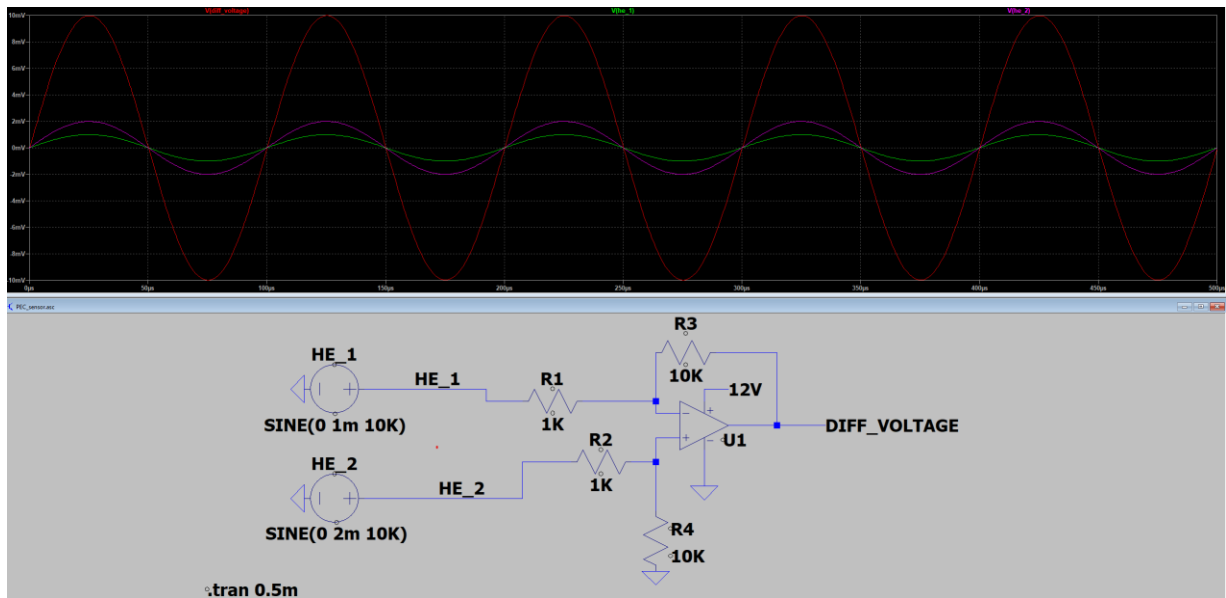 V(diff_voltage) V(he_1) V(he_2)
10mV
8mV
6mV
4mV
2mV
0mV
-2mV
-4mV
-6mV
-8mV
-10mV
0µs 50µs 100µs 150µs 200µs 250µs 300µs 350µs 400µs 450µs 500µs
PEC_sensor.asc
R3
10K
HE_1
HE_1
R1
12V
SINE(0 1m 10K)
1K
U1
DIFF_VOLTAGE
R2
HE_2
HE_2
1K
SINE(0 2m 10K)
R4
10K
.tran 0.5m